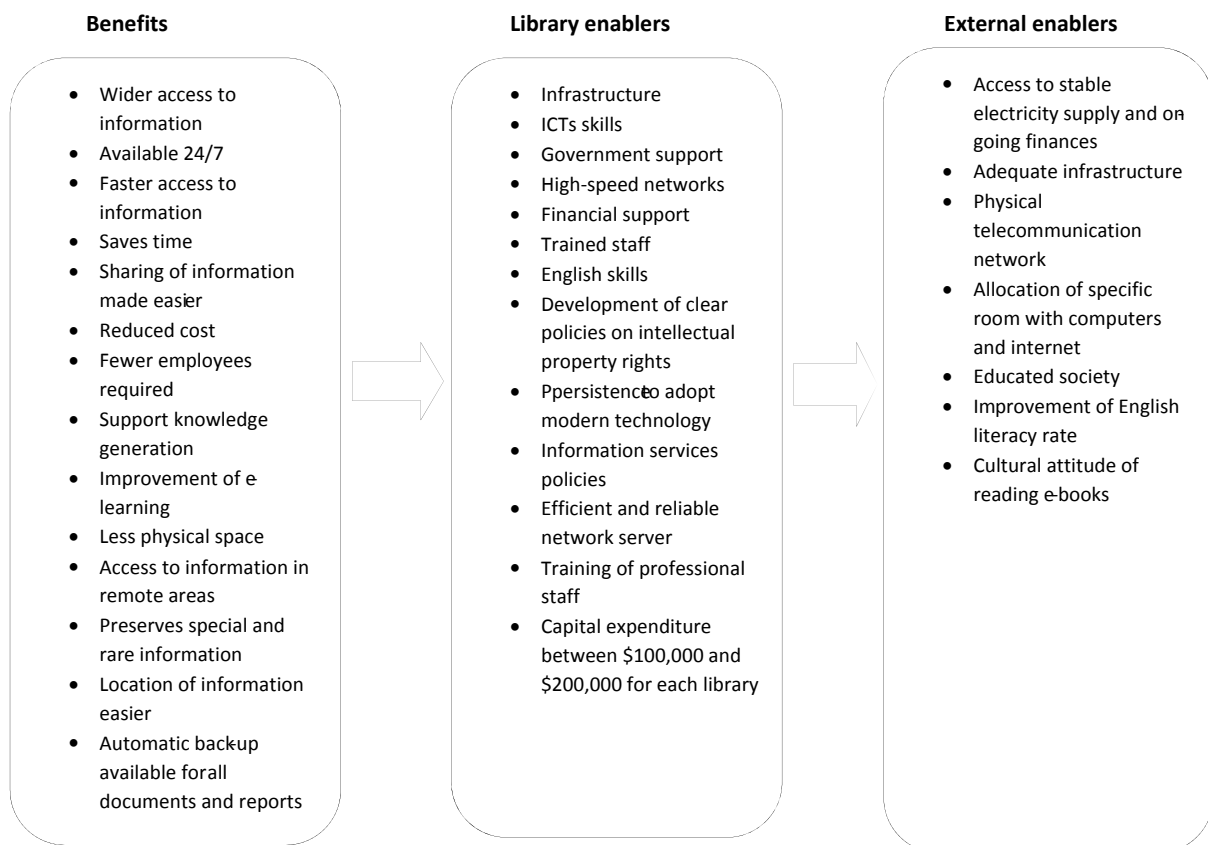 Benefits
• Wider access to
information
• Available 24/7
• Faster access to
information
• Saves time
• Sharing of information
made easier
• Reduced cost
• Fewer employees
required
• Support knowledge
generation
• Improvement of e-
learning
• Less physical space
• Access to information in
remote areas
• Preserves special and
rare information
• Location of information
easier
• Automatic back-up
available forall
documents and reports
Library enablers
• Infrastructure
• ICTs skills
• Government support
• High-speed networks
• Financial support
• Trained staff
• English skills
• Development of clear
policies on intellectual
property rights
• Ppersistenceto adopt
modern technology
• Information services
policies
• Efficient and reliable
network server
• Training of professional
staff
• Capital expenditure
between $100,000 and
$200,000 for each library
External enablers
• Access to stable
electricity supply and on-
going finances
• Adequate infrastructure
• Physical
telecommunication
network
• Allocation of specific
room with computers
and internet
• Educated society
• Improvement of English
literacy rate
• Cultural attitude of
reading e-books